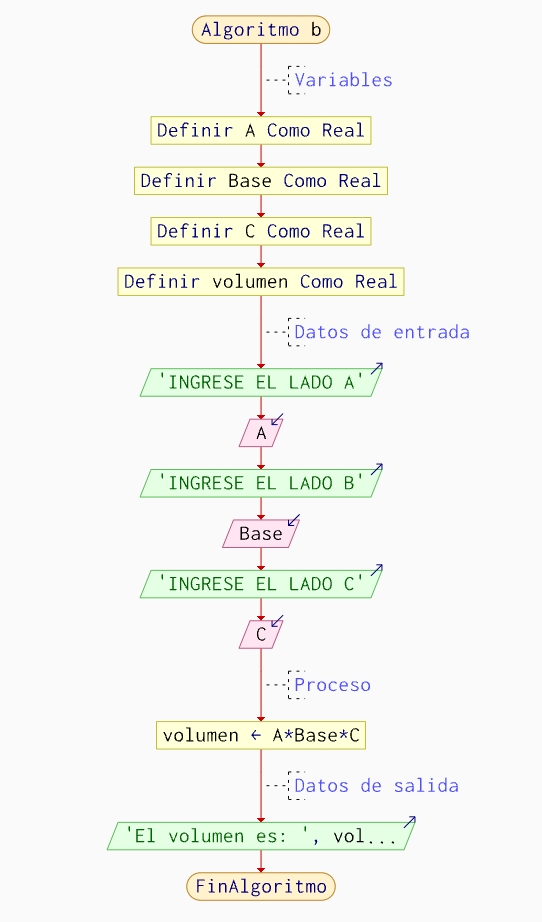 Algoritmo b
Variables
Definir A Como Real
Definir Base Como Real
Definir C Como Real
Definir volumen Como Real
Datos de entrada
'INGRESE EL LADO A'
A
'INGRESE EL LADO B'
Base
'INGRESE EL LADO C'
C
Proceso
volumen ← A*Base*C
Datos de salida
'El volumen es: ', vol...
FinAlgoritmo